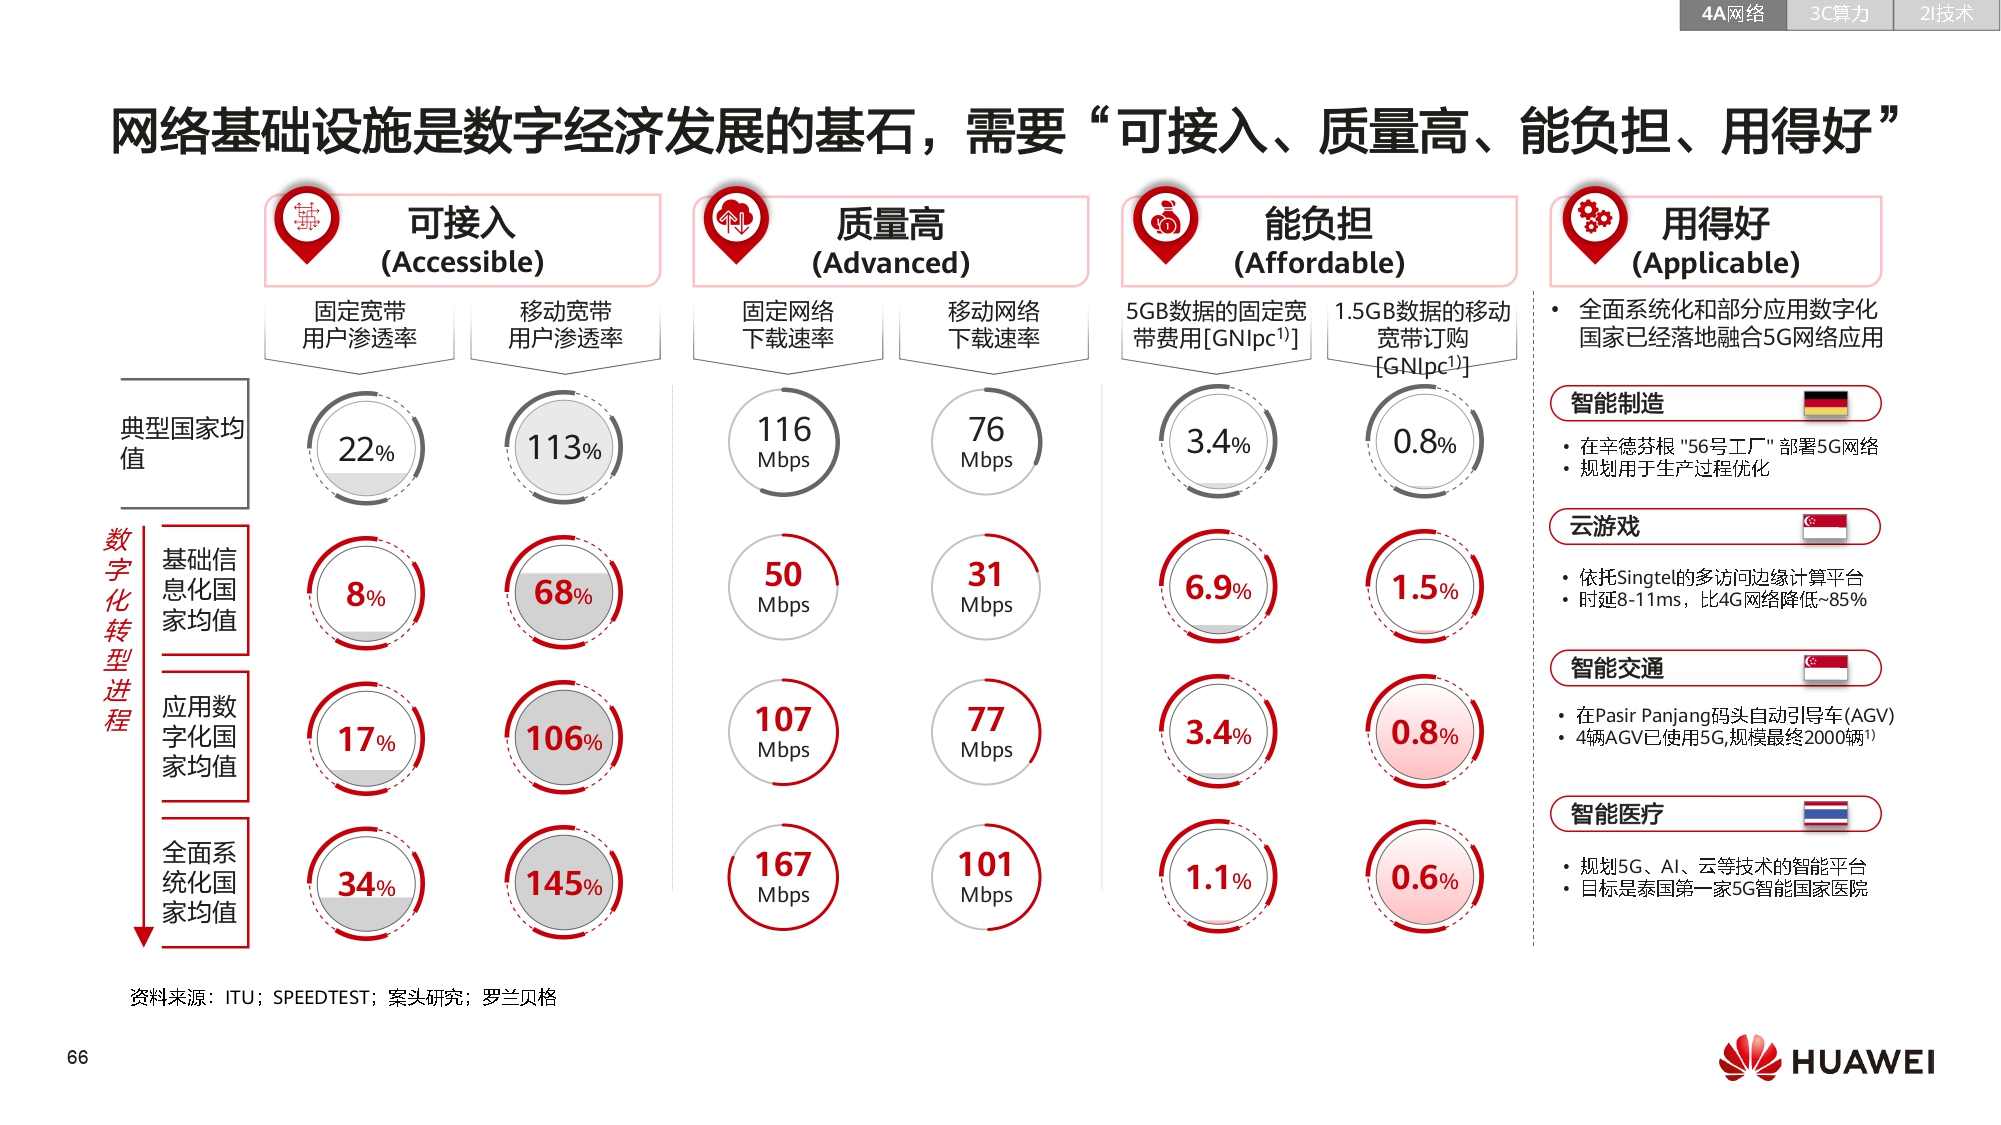 4A网络
3C算力
2I技术
网络基础设施是数字经济发展的基石，需要“可接入、质量高、能负担、用得好”
可接入
(Accessible)
质量高
(Advanced)
能负担
(Affordable)
用得好
(Applicable)
固定宽带
用户渗透率
移动宽带
用户渗透率
固定网络
下载速率
移动网络
下载速率
5GB数据的固定宽
带费用[GNIpc¹⁾]
1.5GB数据的移动
宽带订购
[GNIpc¹⁾]
• 全面系统化和部分应用数字化
国家已经落地融合5G网络应用
典型国家均
值
22%
113%
116
Mbps
76
Mbps
3.4%
0.8%
数字化转型进程
基础信
息化国
家均值
8%
68%
50
Mbps
31
Mbps
6.9%
1.5%
应用数
字化国
家均值
17%
106%
107
Mbps
77
Mbps
3.4%
0.8%
全面系
统化国
家均值
34%
145%
167
Mbps
101
Mbps
1.1%
0.6%
智能制造
• 在辛德芬根 "56号工厂" 部署5G网络
• 规划用于生产过程优化
云游戏
• 依托Singtel的多访问边缘计算平台
• 时延8-11ms，比4G网络降低~85%
智能交通
• 在Pasir Panjang码头自动引导车(AGV)
• 4辆AGV已使用5G,规模最终2000辆¹⁾
智能医疗
• 规划5G、AI、云等技术的智能平台
• 目标是泰国第一家5G智能国家医院
资料来源：ITU；SPEEDTEST；案头研究；罗兰贝格
66
HUAWEI